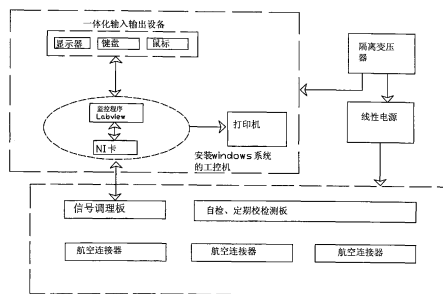 一体化输入输出设备
显示器 键盘 鼠标
隔离变压
器
监控程序
Labview
NI卡
打印机
线性电源
安装windows系统
的工控机
信号调理板
自检、定期校检测板
航空连接器 航空连接器 航空连接器